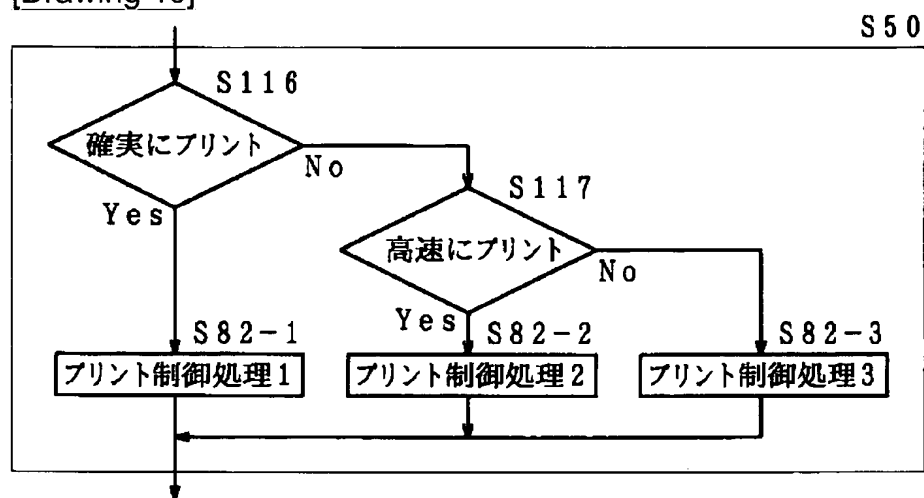 S50
S116
確実にプリント
No
S117
Yes
高速にプリント
No
Yes
S82-1
S82-2
S82-3
プリント制御処理1
プリント制御処理2
プリント制御処理3